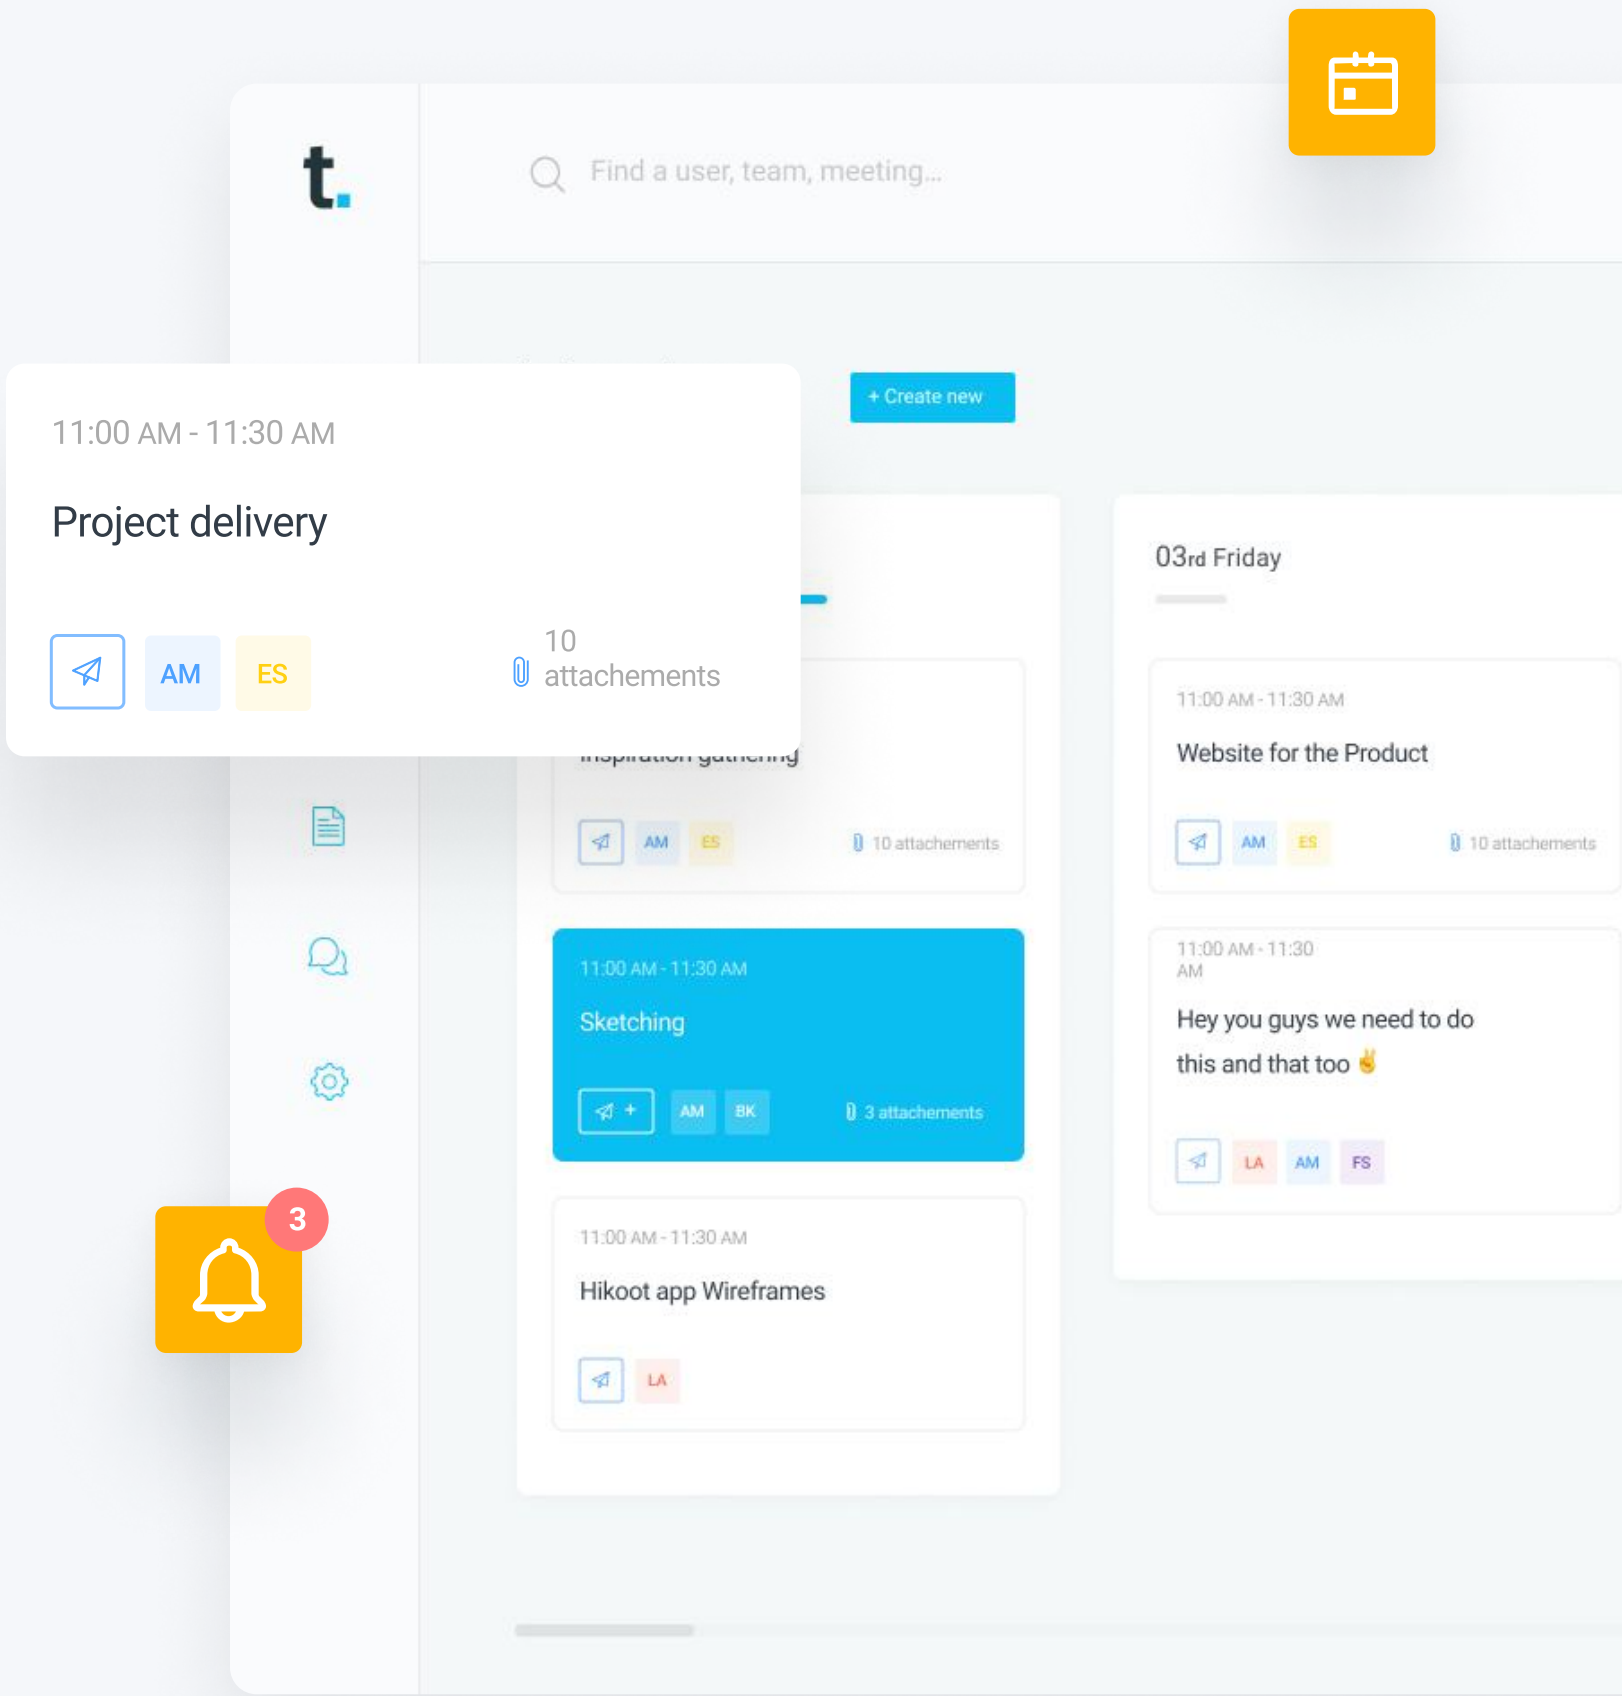 t.
Find a user, team, meeting...
+ Create new
11:00 AM - 11:30 AM
Project delivery
AM
ES
10
attachements
Inspiration gathering
AM
ES
10 attachements
11:00 AM - 11:30 AM
Sketching
+
AM
BK
3 attachements
11:00 AM - 11:30 AM
Hikoot app Wireframes
LA
03rd Friday
11:00 AM - 11:30 AM
Website for the Product
AM
ES
10 attachements
11:00 AM - 11:30
AM
Hey you guys we need to do
this and that too ✌️
LA
AM
FS
3